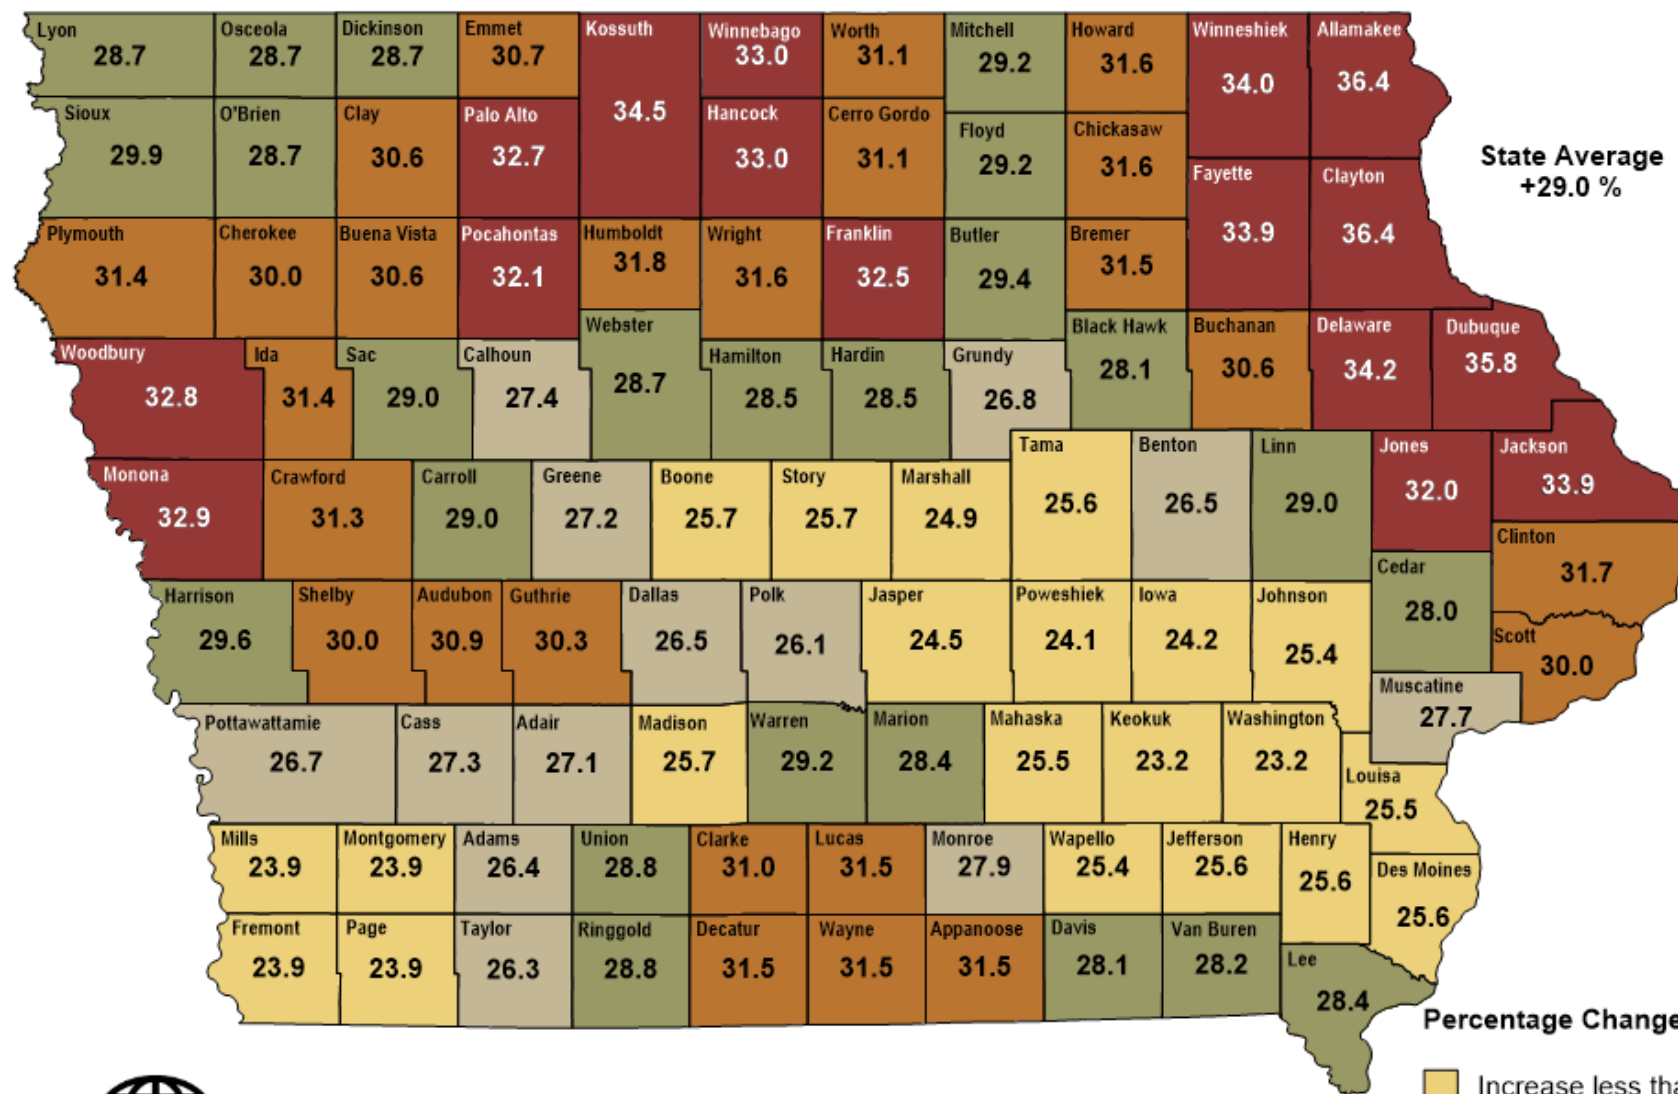 Lyon
28.7
Osceola
28.7
Dickinson
28.7
Emmet
30.7
Kossuth
34.5
Winnebago
33.0
Worth
31.1
Mitchell
29.2
Howard
31.6
Winneshiek
34.0
Allamakee
36.4
Sioux
29.9
O'Brien
28.7
Clay
30.6
Palo Alto
32.7
Hancock
33.0
Cerro Gordo
31.1
Floyd
29.2
Chickasaw
31.6
State Average
+29.0 %
Fayette
33.9
Clayton
36.4
Plymouth
31.4
Cherokee
30.0
Buena Vista
30.6
Pocahontas
32.1
Humboldt
31.8
Wright
31.6
Franklin
32.5
Butler
29.4
Bremer
31.5
Woodbury
32.8
Ida
31.4
Sac
29.0
Calhoun
27.4
Webster
28.7
Hamilton
28.5
Hardin
28.5
Grundy
26.8
Black Hawk
28.1
Buchanan
30.6
Delaware
34.2
Dubuque
35.8
Monona
32.9
Crawford
31.3
Carroll
29.0
Greene
27.2
Boone
25.7
Story
25.7
Marshall
24.9
Tama
25.6
Benton
26.5
Linn
29.0
Jones
32.0
Jackson
33.9
Clinton
31.7
Cedar
28.0
Harrison
29.6
Shelby
30.0
Audubon
30.9
Guthrie
30.3
Dallas
26.5
Polk
26.1
Jasper
24.5
Poweshiek
24.1
Iowa
24.2
Johnson
25.4
Scott
30.0
Muscatine
27.7
Pottawattamie
26.7
Cass
27.3
Adair
27.1
Madison
25.7
Warren
29.2
Marion
28.4
Mahaska
25.5
Keokuk
23.2
Washington
23.2
Louisa
25.5
Mills
23.9
Montgomery
23.9
Adams
26.4
Union
28.8
Clarke
31.0
Lucas
31.5
Monroe
27.9
Wapello
25.4
Jefferson
25.6
Henry
25.6
Des Moines
25.6
Fremont
23.9
Page
23.9
Taylor
26.3
Ringgold
28.8
Decatur
31.5
Wayne
31.5
Appanoose
31.5
Davis
28.1
Van Buren
28.2
Lee
28.4
Percentage Change
Increase less tha